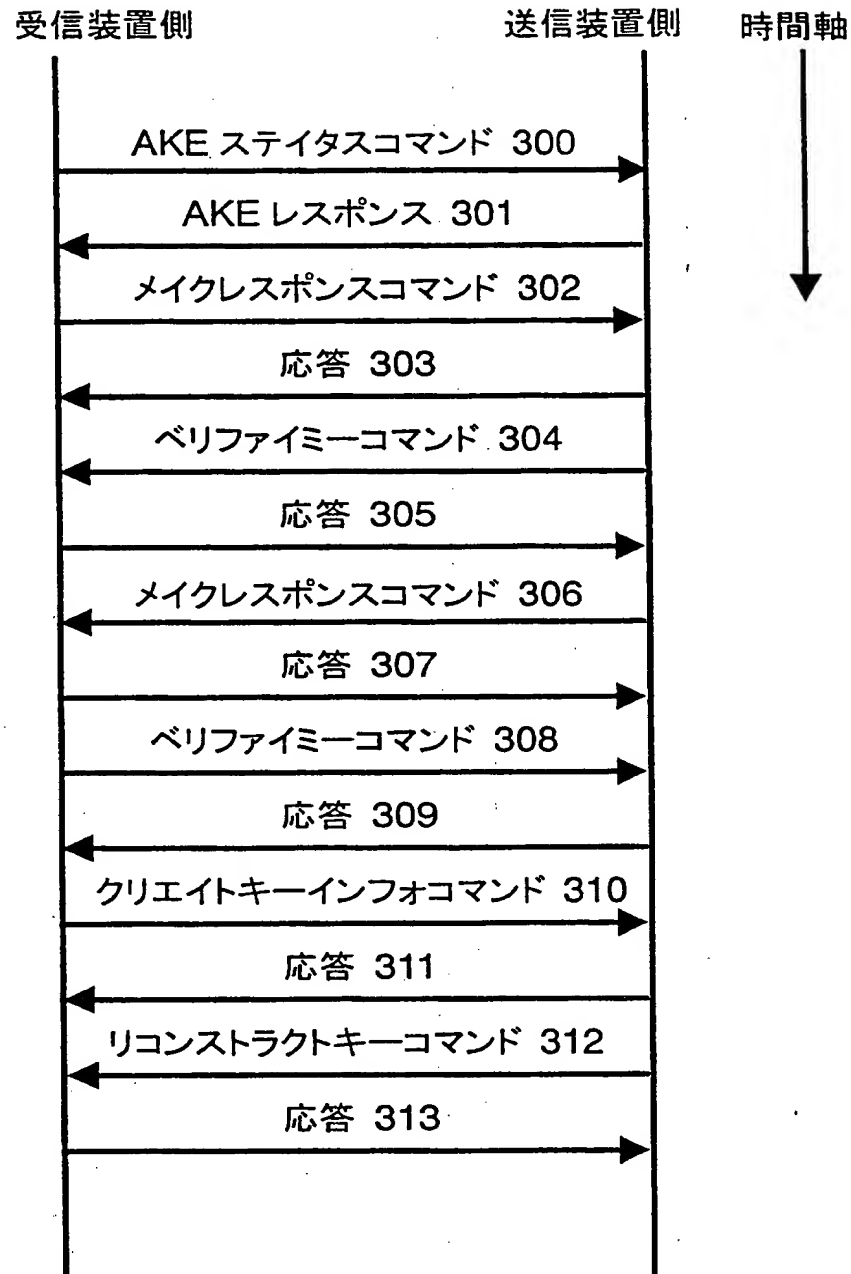 受信装置側
送信装置側
時間軸
AKE ステイタスコマンド 300
AKE レスポンス 301
メイクレスポンスコマンド 302
応答 303
ベリファイミーコマンド 304
応答 305
メイクレスポンスコマンド 306
応答 307
ベリファイミーコマンド 308
応答 309
クリエイトキーインフォコマンド 310
応答 311
リコンストラクトキーコマンド 312
応答 313